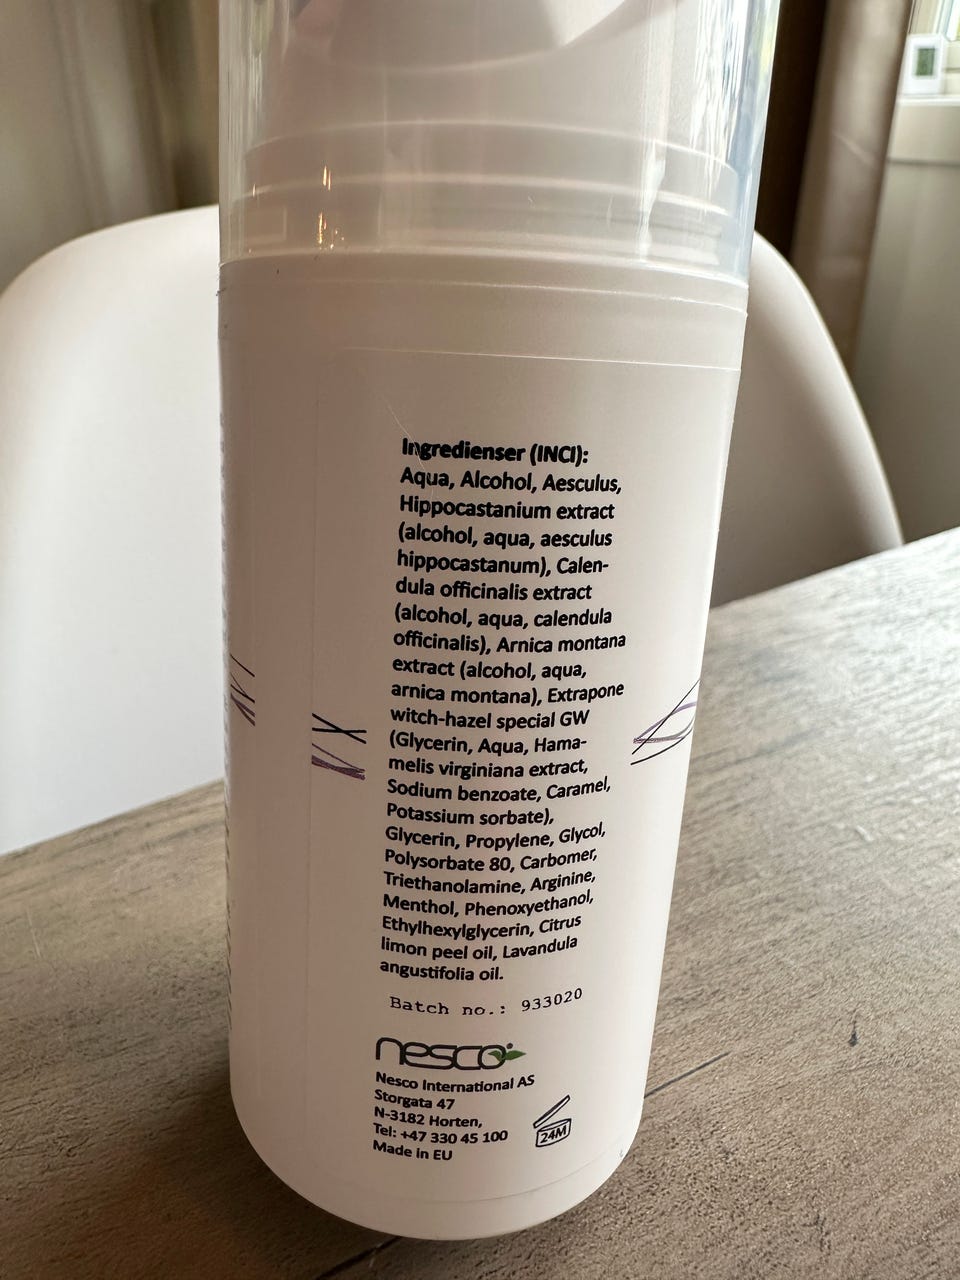 Ingredienser (INCI):
Aqua, Alcohol, Aesculus,
Hippocastanium extract
(alcohol, aqua, aesculus
hippocastanum), Calen-
dula officinalis extract
(alcohol, aqua, calendula
officinalis), Arnica montana
extract (alcohol, aqua,
arnica montana), Extrapone
witch-hazel special GW
(Glycerin, Aqua, Hama-
melis virginiana extract,
Sodium benzoate, Caramel,
Potassium sorbate),
Glycerin, Propylene, Glycol,
Polysorbate 80, Carbomer,
Triethanolamine, Arginine,
Menthol, Phenoxyethanol,
Ethylhexylglycerin, Citrus
limon peel oil, Lavandula
angustifolia oil.
Batch no.: 933020
nesco
Nesco International AS
Storgata 47
N-3182 Horten,
Tel: +47 330 45 100
Made in EU
24M